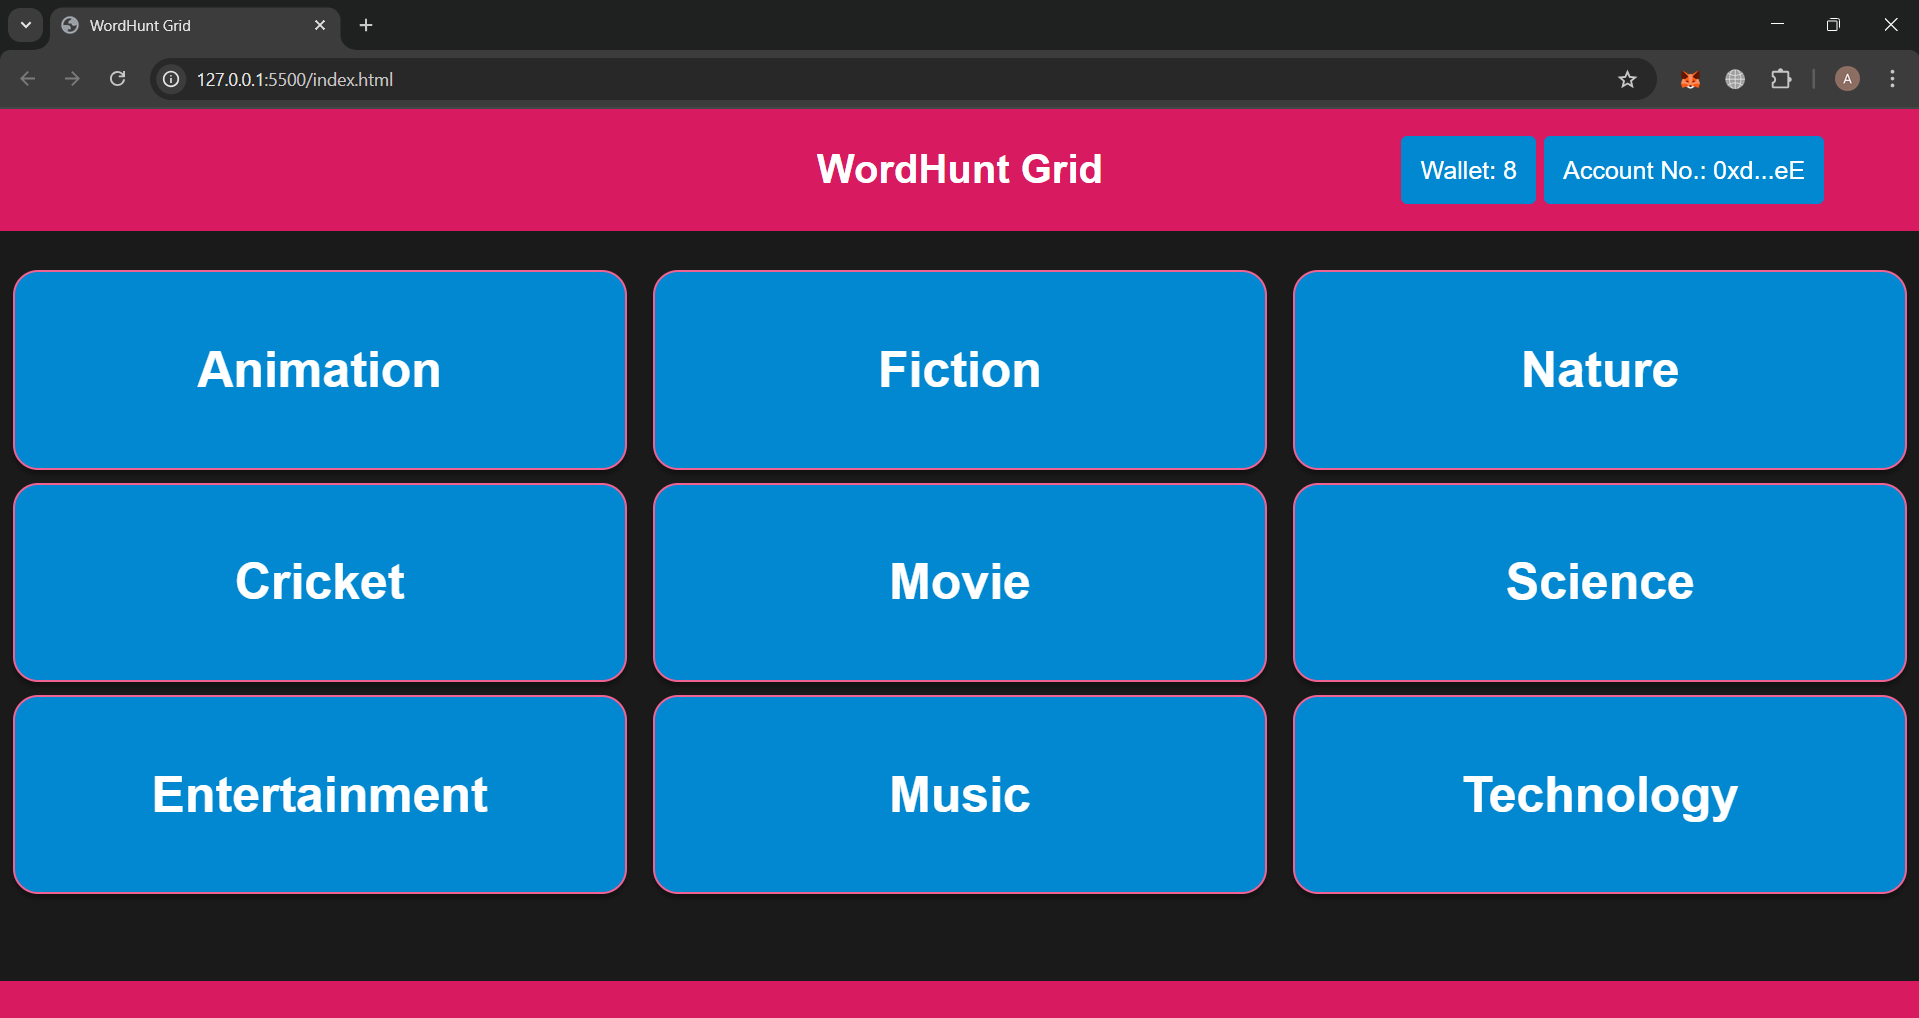 WordHunt Grid
127.0.0.1:5500/index.html
A
WordHunt Grid
Wallet: 8
Account No.: 0xd...eE
Animation
Fiction
Nature
Cricket
Movie
Science
Entertainment
Music
Technology